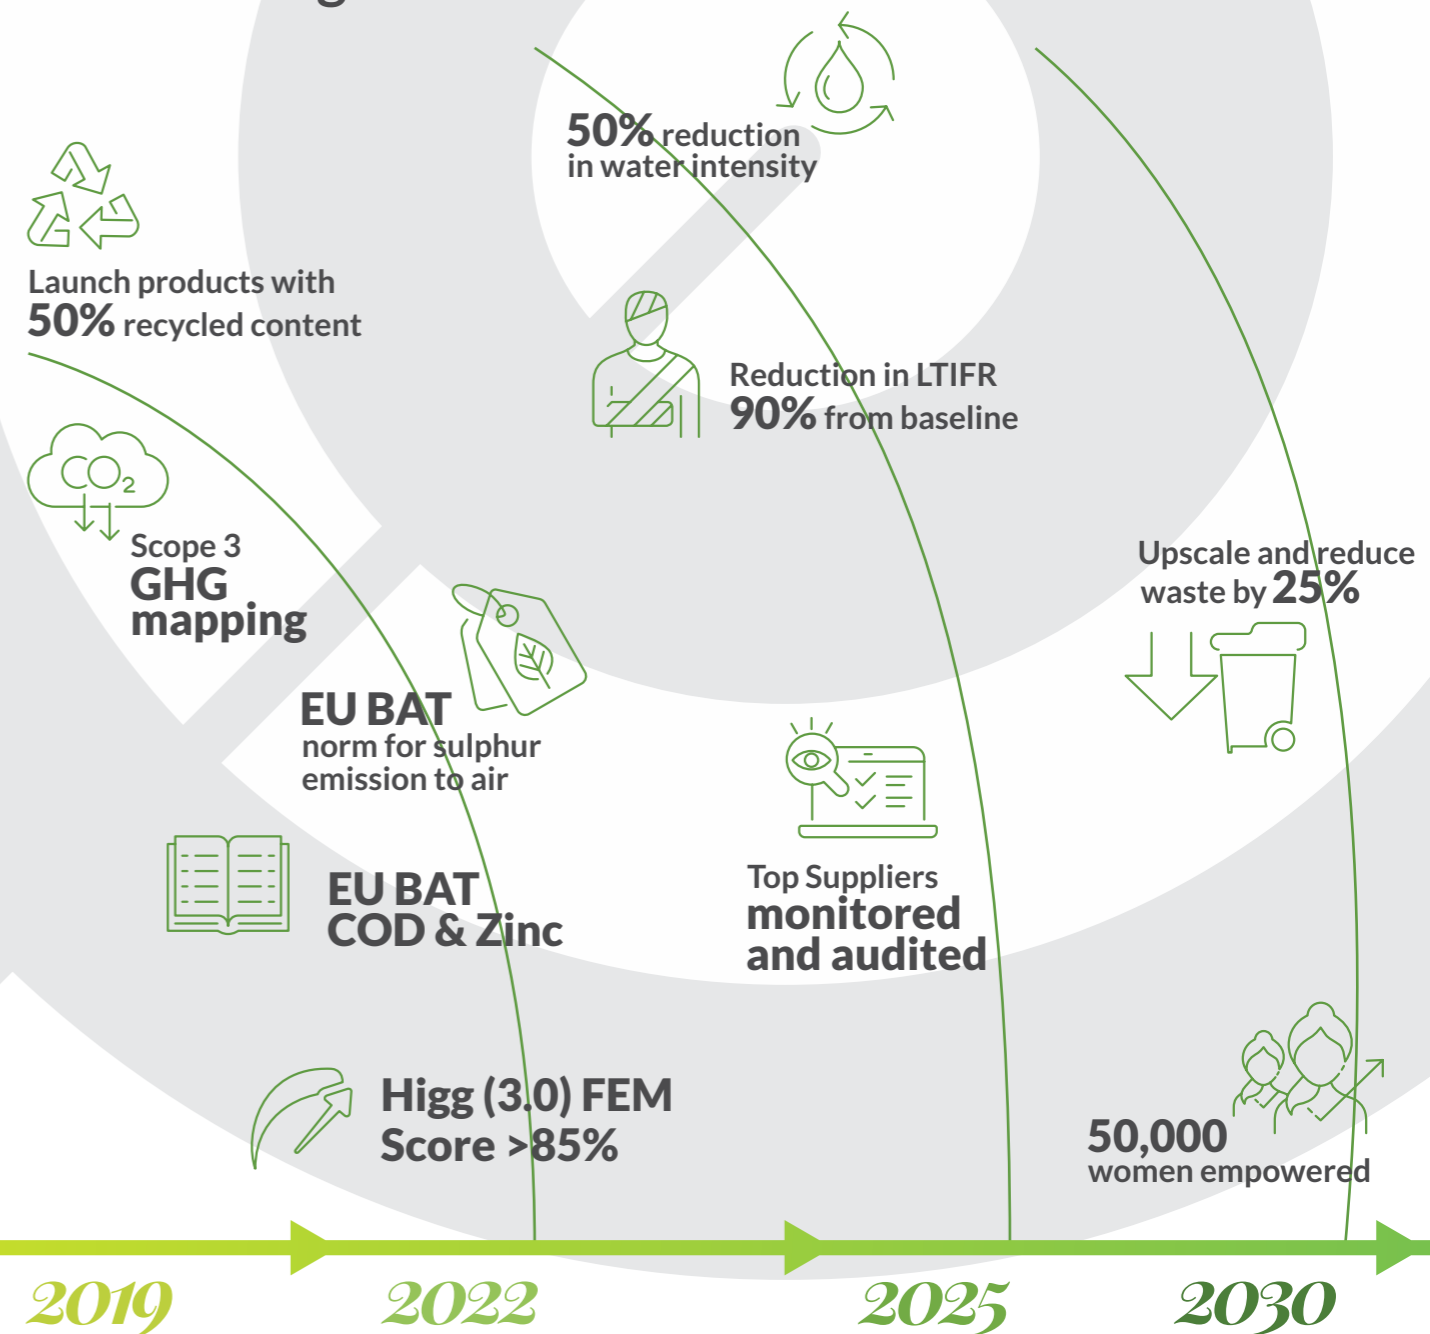 50% reduction
in water intensity
Launch products with
50% recycled content
Reduction in LTIFR
90% from baseline
CO2
Scope 3
GHG
mapping
Upscale and reduce
waste by 25%
EU BAT
norm for sulphur
emission to air
EU BAT
COD & Zinc
Top Suppliers
monitored
and audited
Higg (3.0) FEM
Score >85%
50,000
women empowered
2019
2022
2025
2030